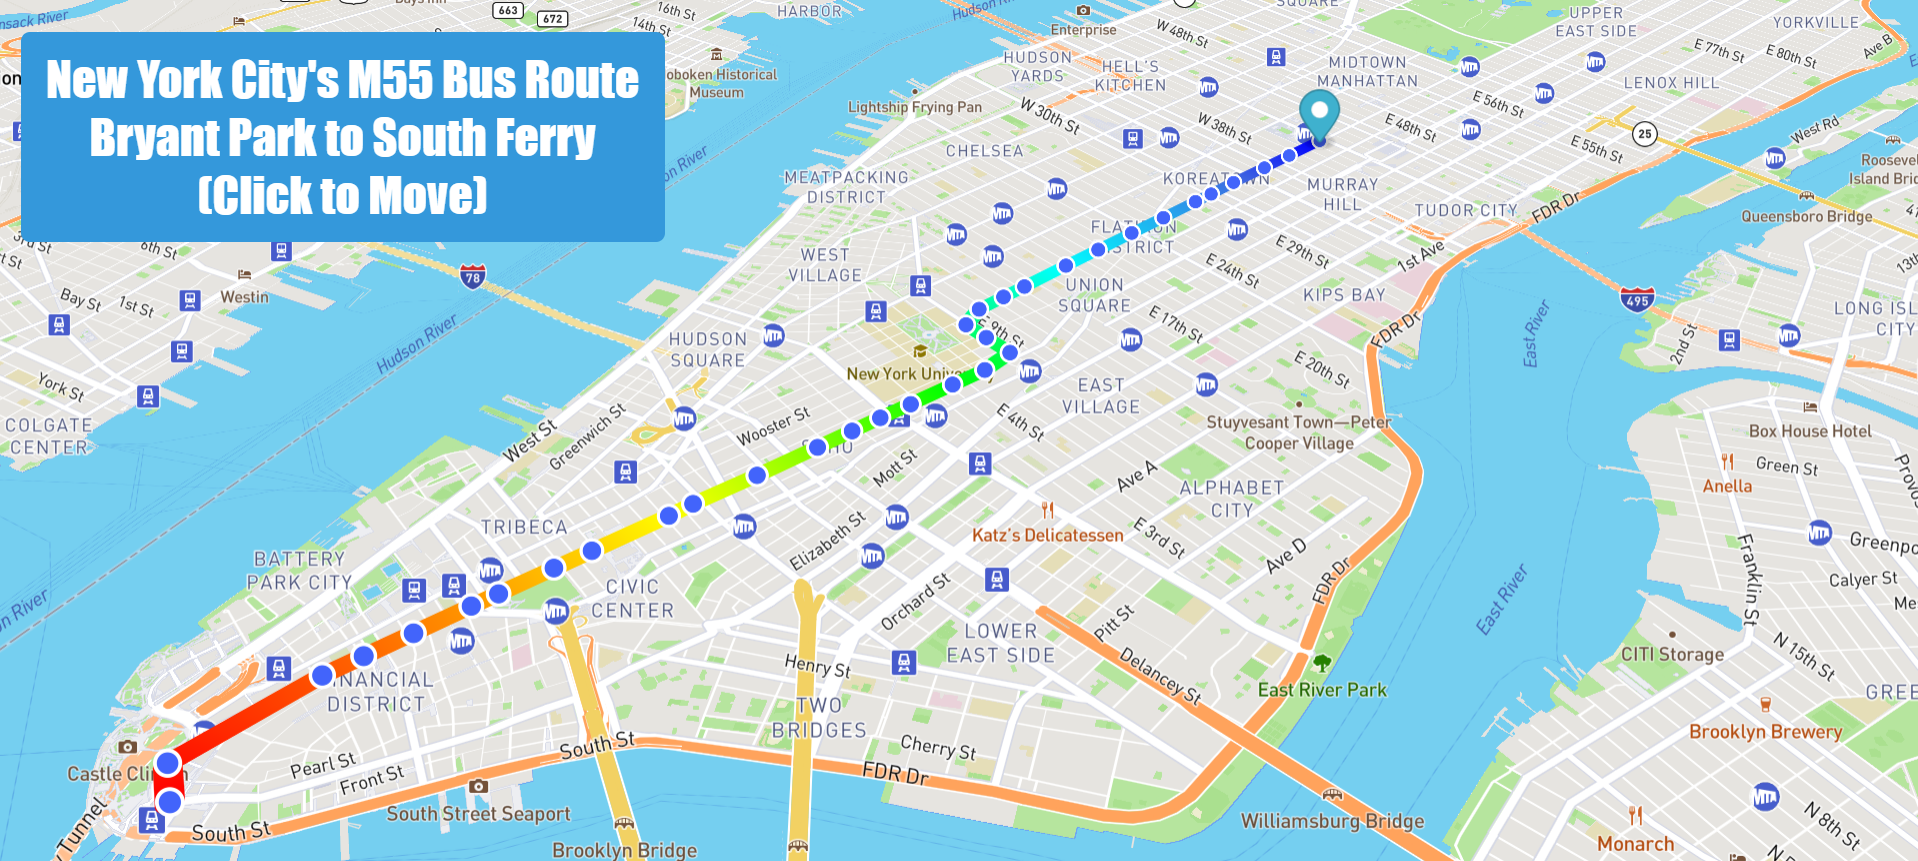 New York City's M55 Bus Route
Bryant Park to South Ferry
(Click to Move)
663
672
16th St
14th St
HARBOR
Hudson
SQUARE
Enterprise
W 48th St
UPPER
EAST SIDE
YORKVILLE
E 77th St
E 80th St
Ave B
HUDSON
YARDS
HELL'S
KITCHEN
MIDTOWN
MANHATTAN
LENOX HILL
Hoboken Historical
Museum
Lightship Frying Pan
W 30th St
W 38th St
E 48th St
E 56th St
E 55th St
25
West Rd
Roosevel
Island Bri
CHELSEA
MEATPACKING
DISTRICT
KOREATOWN
MURRAY
HILL
TUDOR CITY
FDR Dr
Queensboro Bridge
3rd St
6th St
Westin
Bay St
1st St
78
Hudson River
WEST
VILLAGE
FLATIRON
DISTRICT
E 29th St
E 24th St
1st Ave
UNION
SQUARE
KIPS BAY
East River
495
LONG ISL
CITY
13th
2nd St
HUDSON
SQUARE
E 9th St
E 17th St
FDR Dr
New York University
E 20th St
York St
COLGATE
CENTER
EAST
VILLAGE
Stuyvesant Town—Peter
Cooper Village
Box House Hotel
Green St
Anella
West St
Greenwich St
Wooster St
SOHO
E 4th St
Mott St
Ave A
ALPHABET
CITY
TRIBECA
Katz's Delicatessen
E 3rd St
Ave D
FDR Dr
Franklin St
Greenpo
Calyer St
BATTERY
PARK CITY
CIVIC
CENTER
Elizabeth St
Orchard St
Pitt St
LOWER
EAST SIDE
Delancey St
East River
East River Park
CITI Storage
N 15th St
FINANCIAL
DISTRICT
Henry St
TWO
BRIDGES
Brooklyn Brewery
Castle Clinton
Pearl St
Front St
South St
Cherry St
FDR Dr
South Street Seaport
South St
Tunnel
Brooklyn Bridge
Williamsburg Bridge
Monarch
N 8th St
MTA